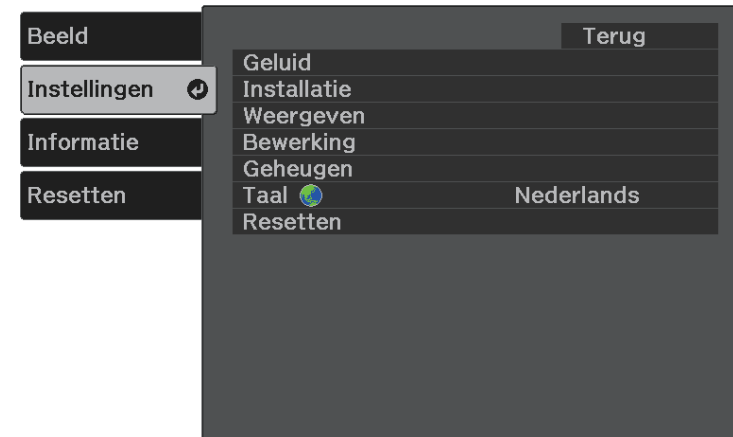 Beeld
Instellingen
Informatie
Resetten
Terug
Geluid
Installatie
Weergeven
Bewerking
Geheugen
Taal Nederlands
Resetten